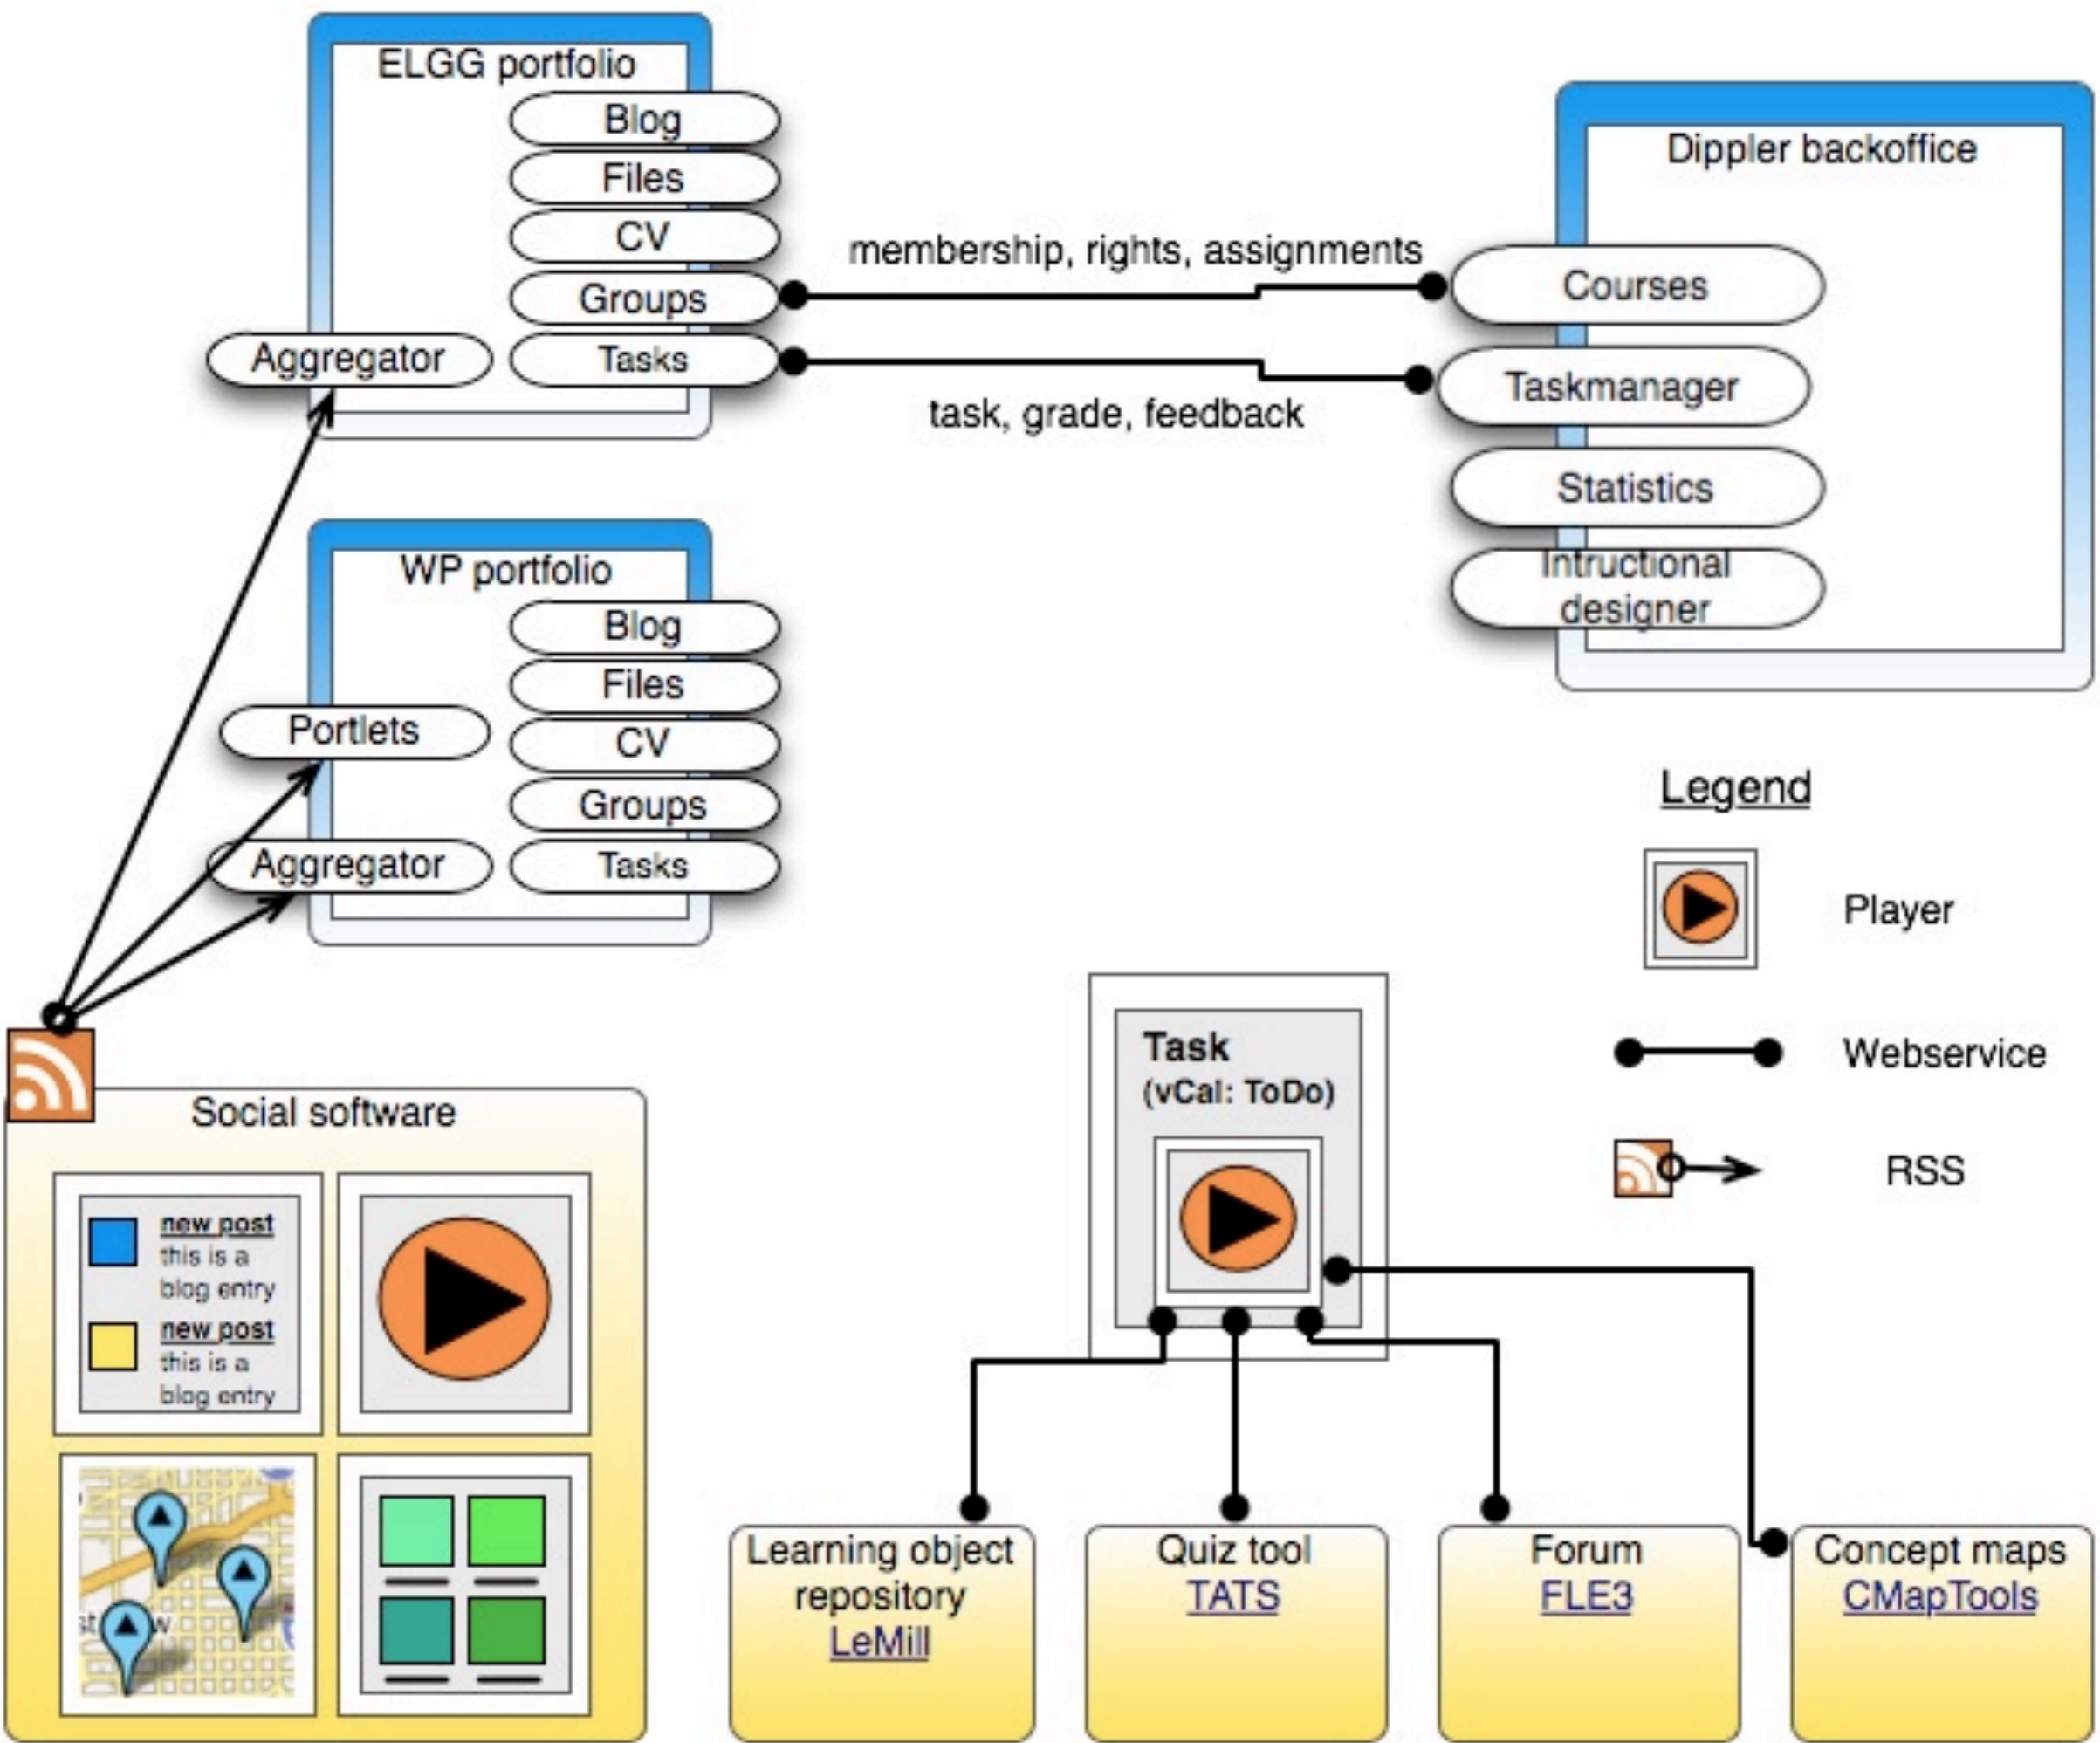 ELGG portfolio
Blog
Files
CV
Groups
Tasks
Aggregator
membership, rights, assignments
task, grade, feedback
Dippler backoffice
Courses
Taskmanager
Statistics
Intructional
designer
WP portfolio
Blog
Files
CV
Groups
Tasks
Portlets
Aggregator
Legend
Player
Webservice
RSS
Social software
new post
this is a
blog entry
new post
this is a
blog entry
Task
(vCal: ToDo)
Learning object
repository
LeMill
Quiz tool
TATS
Forum
FLE3
Concept maps
CMapTools